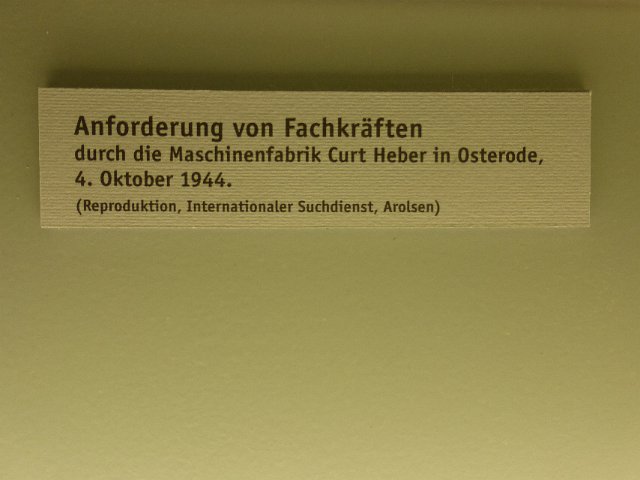 Anforderung von Fachkräften
durch die Maschinenfabrik Curt Heber in Osterode,
4. Oktober 1944.
(Reproduktion, Internationaler Suchdienst, Arolsen)